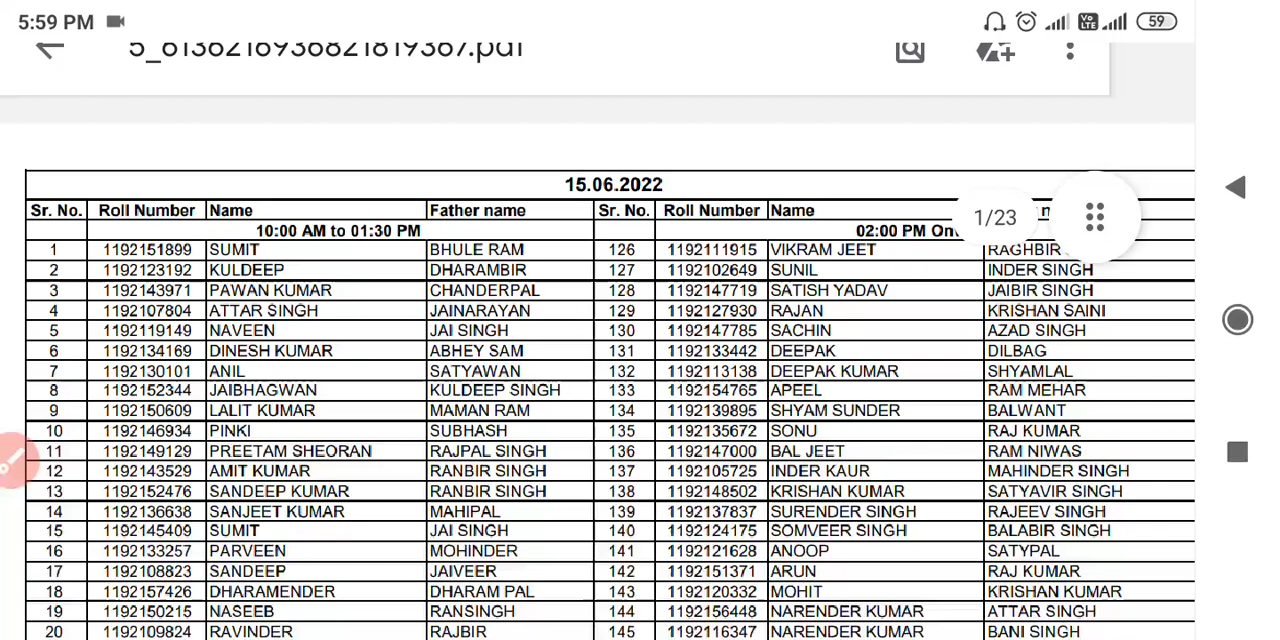 5:59 PM Vo LTE 59
5_6136216936821819367.pdf
15.06.2022
1/23
Sr. No. Roll Number Name Father name Sr. No. Roll Number Name
10:00 AM to 01:30 PM 02:00 PM
1 1192151899 SUMIT BHULE RAM 126 1192111915 VIKRAM JEET RAGHBIR
2 1192123192 KULDEEP DHARAMBIR 127 1192102649 SUNIL INDER SINGH
3 1192143971 PAWAN KUMAR CHANDERPAL 128 1192147719 SATISH YADAV JAIBIR SINGH
4 1192107804 ATTAR SINGH JAINARAYAN 129 1192127930 RAJAN KRISHAN SAINI
5 1192119149 NAVEEN JAI SINGH 130 1192147785 SACHIN AZAD SINGH
6 1192134169 DINESH KUMAR ABHEY SAM 131 1192133442 DEEPAK DILBAG
7 1192130101 ANIL SATYAWAN 132 1192113138 DEEPAK KUMAR SHYAMLAL
8 1192152344 JAIBHAGWAN KULDEEP SINGH 133 1192154765 APEEL RAM MEHAR
9 1192150609 LALIT KUMAR MAMAN RAM 134 1192139895 SHYAM SUNDER BALWANT
10 1192146934 PINKI SUBHASH 135 1192135672 SONU RAJ KUMAR
11 1192149129 PREETAM SHEORAN RAJPAL SINGH 136 1192147000 BAL JEET RAM NIWAS
12 1192143529 AMIT KUMAR RANBIR SINGH 137 1192105725 INDER KAUR MAHINDER SINGH
13 1192152476 SANDEEP KUMAR RANBIR SINGH 138 1192148502 KRISHAN KUMAR SATYAVIR SINGH
14 1192136638 SANJEET KUMAR MAHIPAL 139 1192137837 SURENDER SINGH RAJEEV SINGH
15 1192145409 SUMIT JAI SINGH 140 1192124175 SOMVEER SINGH BALABIR SINGH
16 1192133257 PARVEEN MOHINDER 141 1192121628 ANOOP SATYPAL
17 1192108823 SANDEEP JAIVEER 142 1192151371 ARUN RAJ KUMAR
18 1192157426 DHARAMENDER DHARAM PAL 143 1192120332 MOHIT KRISHAN KUMAR
19 1192150215 NASEEB RANSINGH 144 1192156448 NARENDER KUMAR ATTAR SINGH
20 1192109824 RAVINDER RAJBIR 145 1192116347 NARENDER KUMAR BANI SINGH